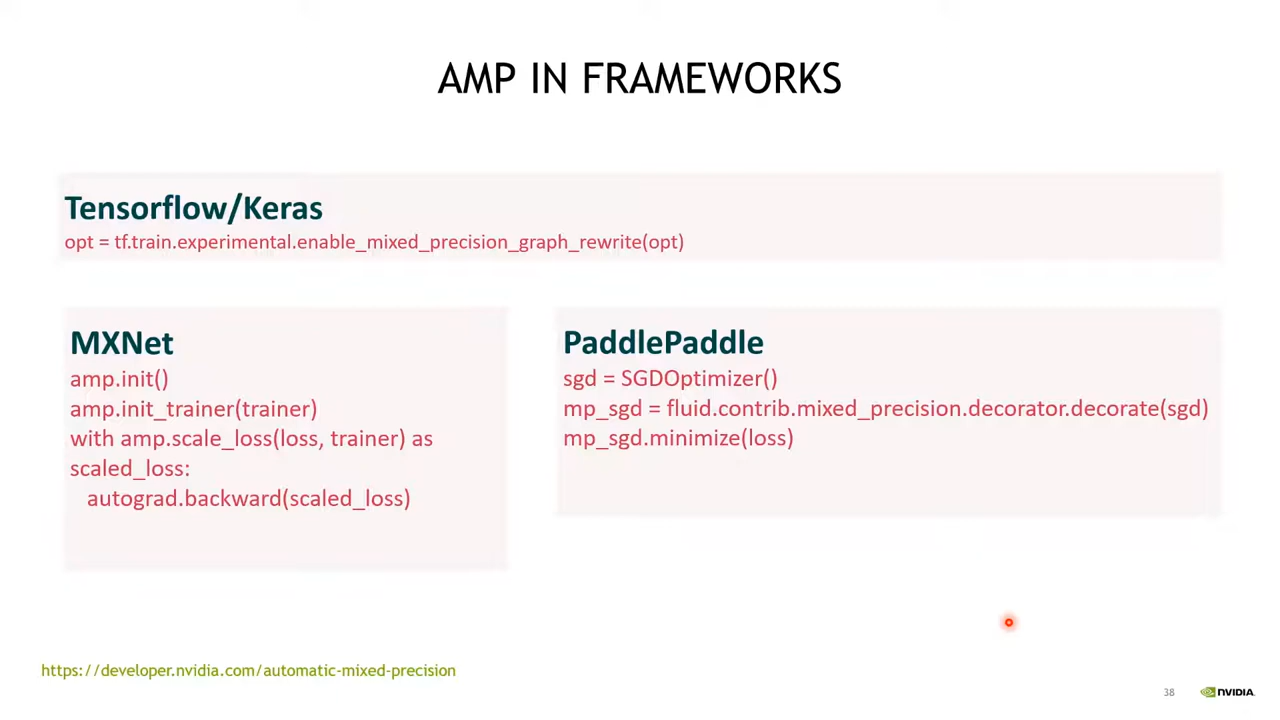 AMP IN FRAMEWORKS
Tensorflow/Keras
opt = tf.train.experimental.enable_mixed_precision_graph_rewrite(opt)
MXNet
amp.init()
amp.init_trainer(trainer)
with amp.scale_loss(loss, trainer) as
scaled_loss:
autograd.backward(scaled_loss)
PaddlePaddle
sgd = SGDOptimizer()
mp_sgd = fluid.contrib.mixed_precision.decorator.decorate(sgd)
mp_sgd.minimize(loss)
https://developer.nvidia.com/automatic-mixed-precision
38
NVIDIA.